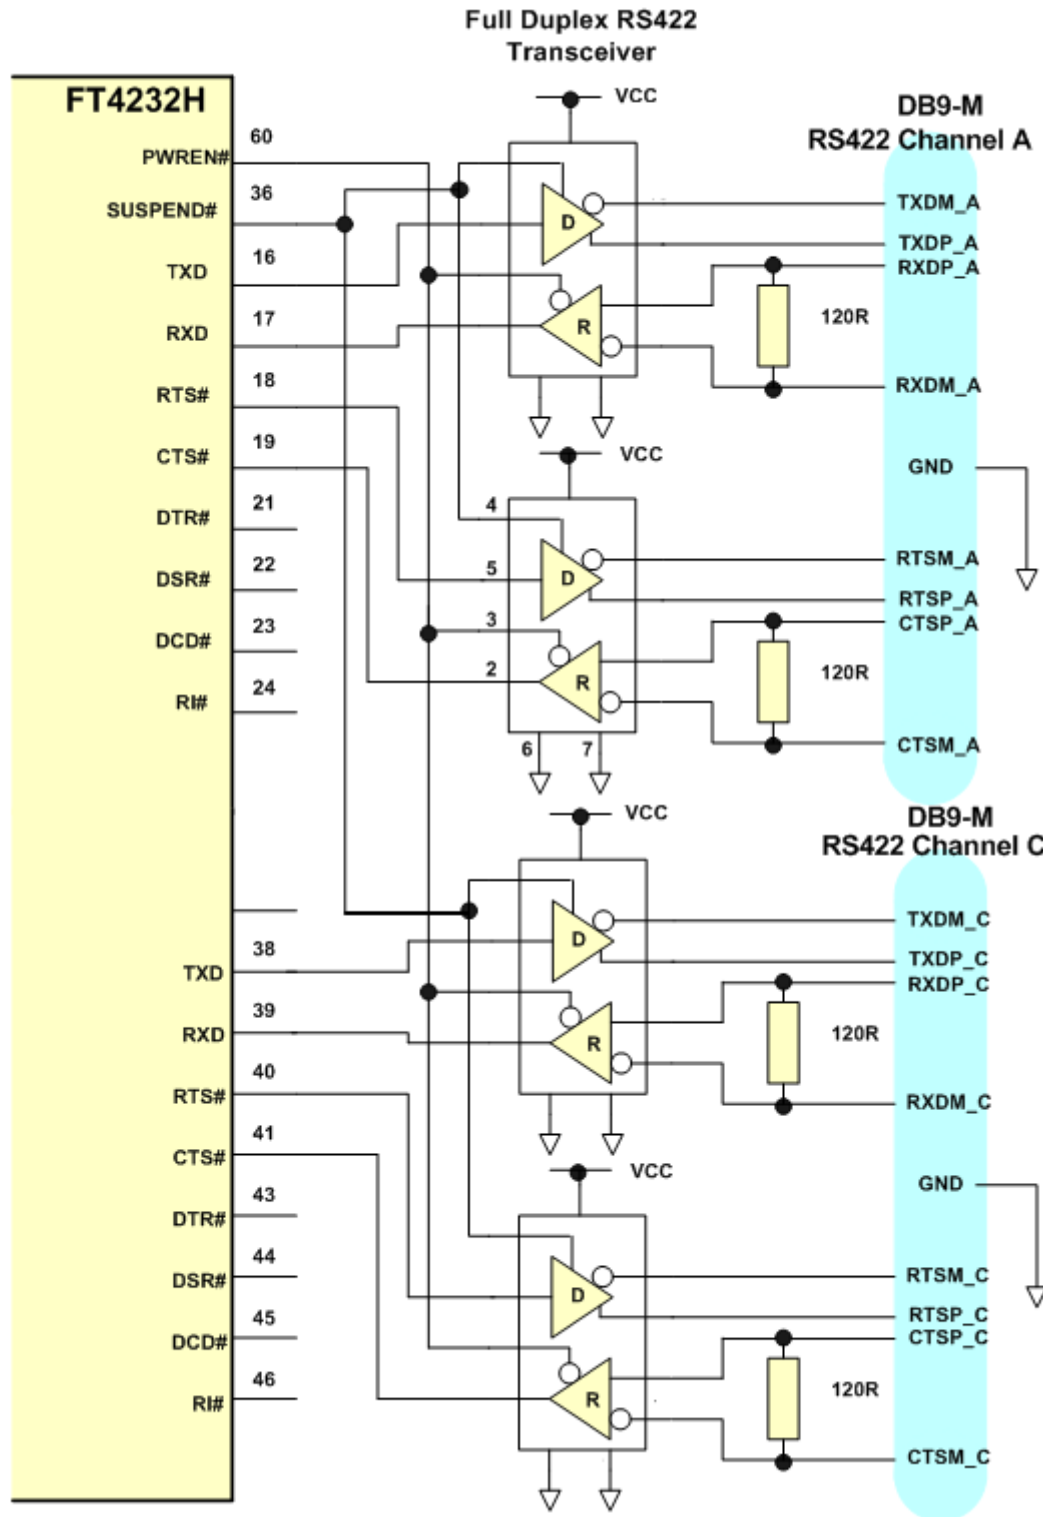 Full Duplex RS422
Transceiver
FT4232H
VCC
DB9-M
RS422 Channel A
60
PWREN#
36
SUSPEND#
16
TXD
17
RXD
18
RTS#
19
CTS#
21
DTR#
22
DSR#
23
DCD#
24
RI#
D
R
TXDM_A
TXDP_A
RXDP_A
120R
RXDM_A
GND
VCC
4
5
3
2
6
7
D
R
RTSM_A
RTSP_A
CTSP_A
120R
CTSM_A
DB9-M
RS422 Channel C
VCC
38
TXD
39
RXD
40
RTS#
41
CTS#
43
DTR#
44
DSR#
45
DCD#
46
RI#
D
R
TXDM_C
TXDP_C
RXDP_C
120R
RXDM_C
GND
VCC
D
R
RTSM_C
RTSP_C
CTSP_C
120R
CTSM_C